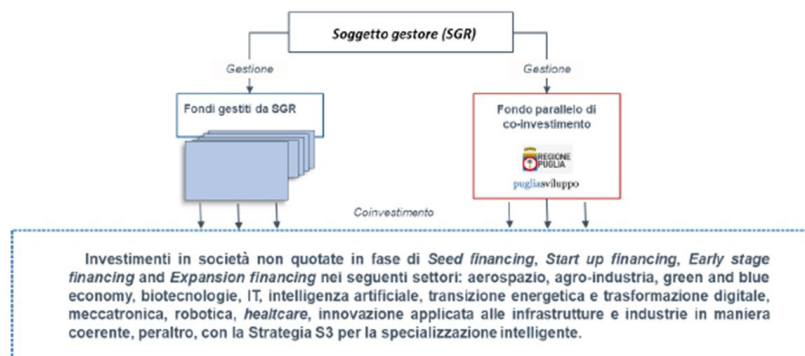 Soggetto gestore (SGR)
Gestione
Gestione
Fondi gestiti da SGR
Fondo parallelo di
co-investimento
REGIONE
PUGLIA
pugliasviluppo
Coinvestimento
Investimenti in società non quotate in fase di Seed financing, Start up financing, Early stage
financing and Expansion financing nei seguenti settori: aerospazio, agro-industria, green and blue
economy, biotecnologie, IT, intelligenza artificiale, transizione energetica e trasformazione digitale,
meccatronica, robotica, healtcare, innovazione applicata alle infrastrutture e industrie in maniera
coerente, peraltro, con la Strategia S3 per la specializzazione intelligente.